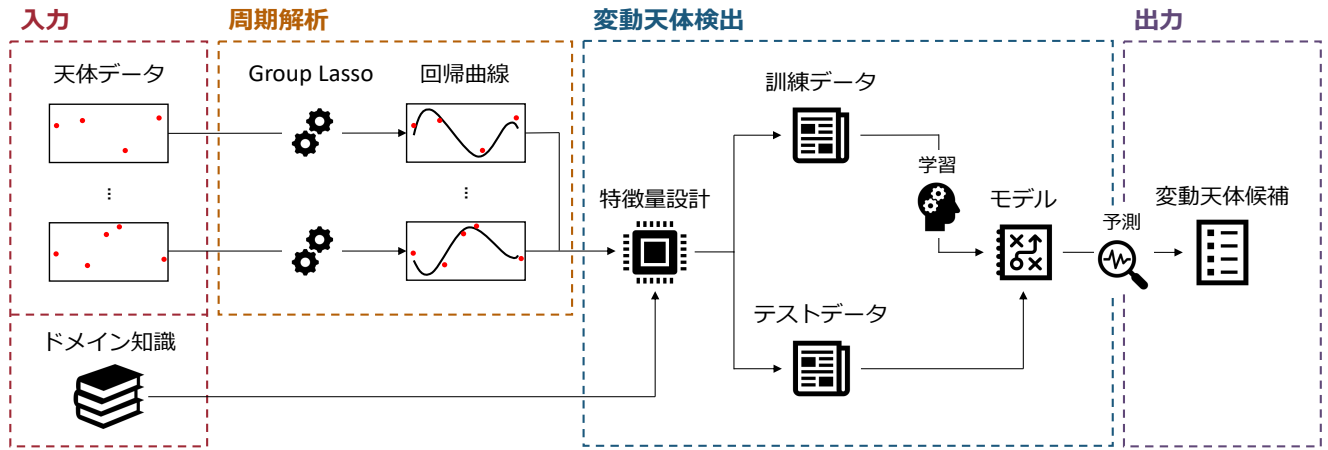 入力
天体データ
...
ドメイン知識
周期解析
Group Lasso
回帰曲線
...
変動天体検出
特徴量設計
訓練データ
学習
モデル
テストデータ
予測
出力
変動天体候補